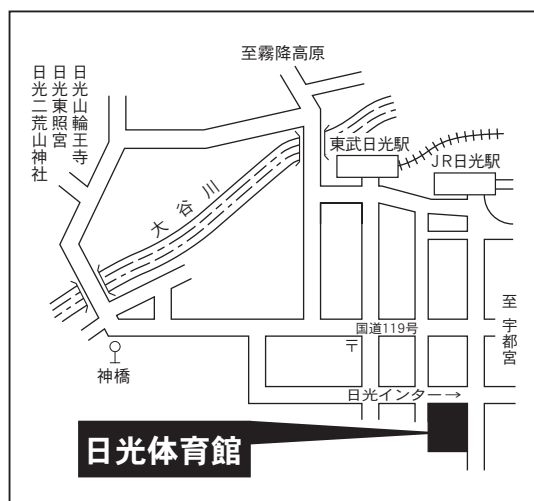 至霧降高原
日光山輪王寺
日光東照宮
日光二荒山神社
東武日光駅
JR日光駅
大谷川
至 宇都宮
国道119号
〒
神橋
日光インター→
日光体育館